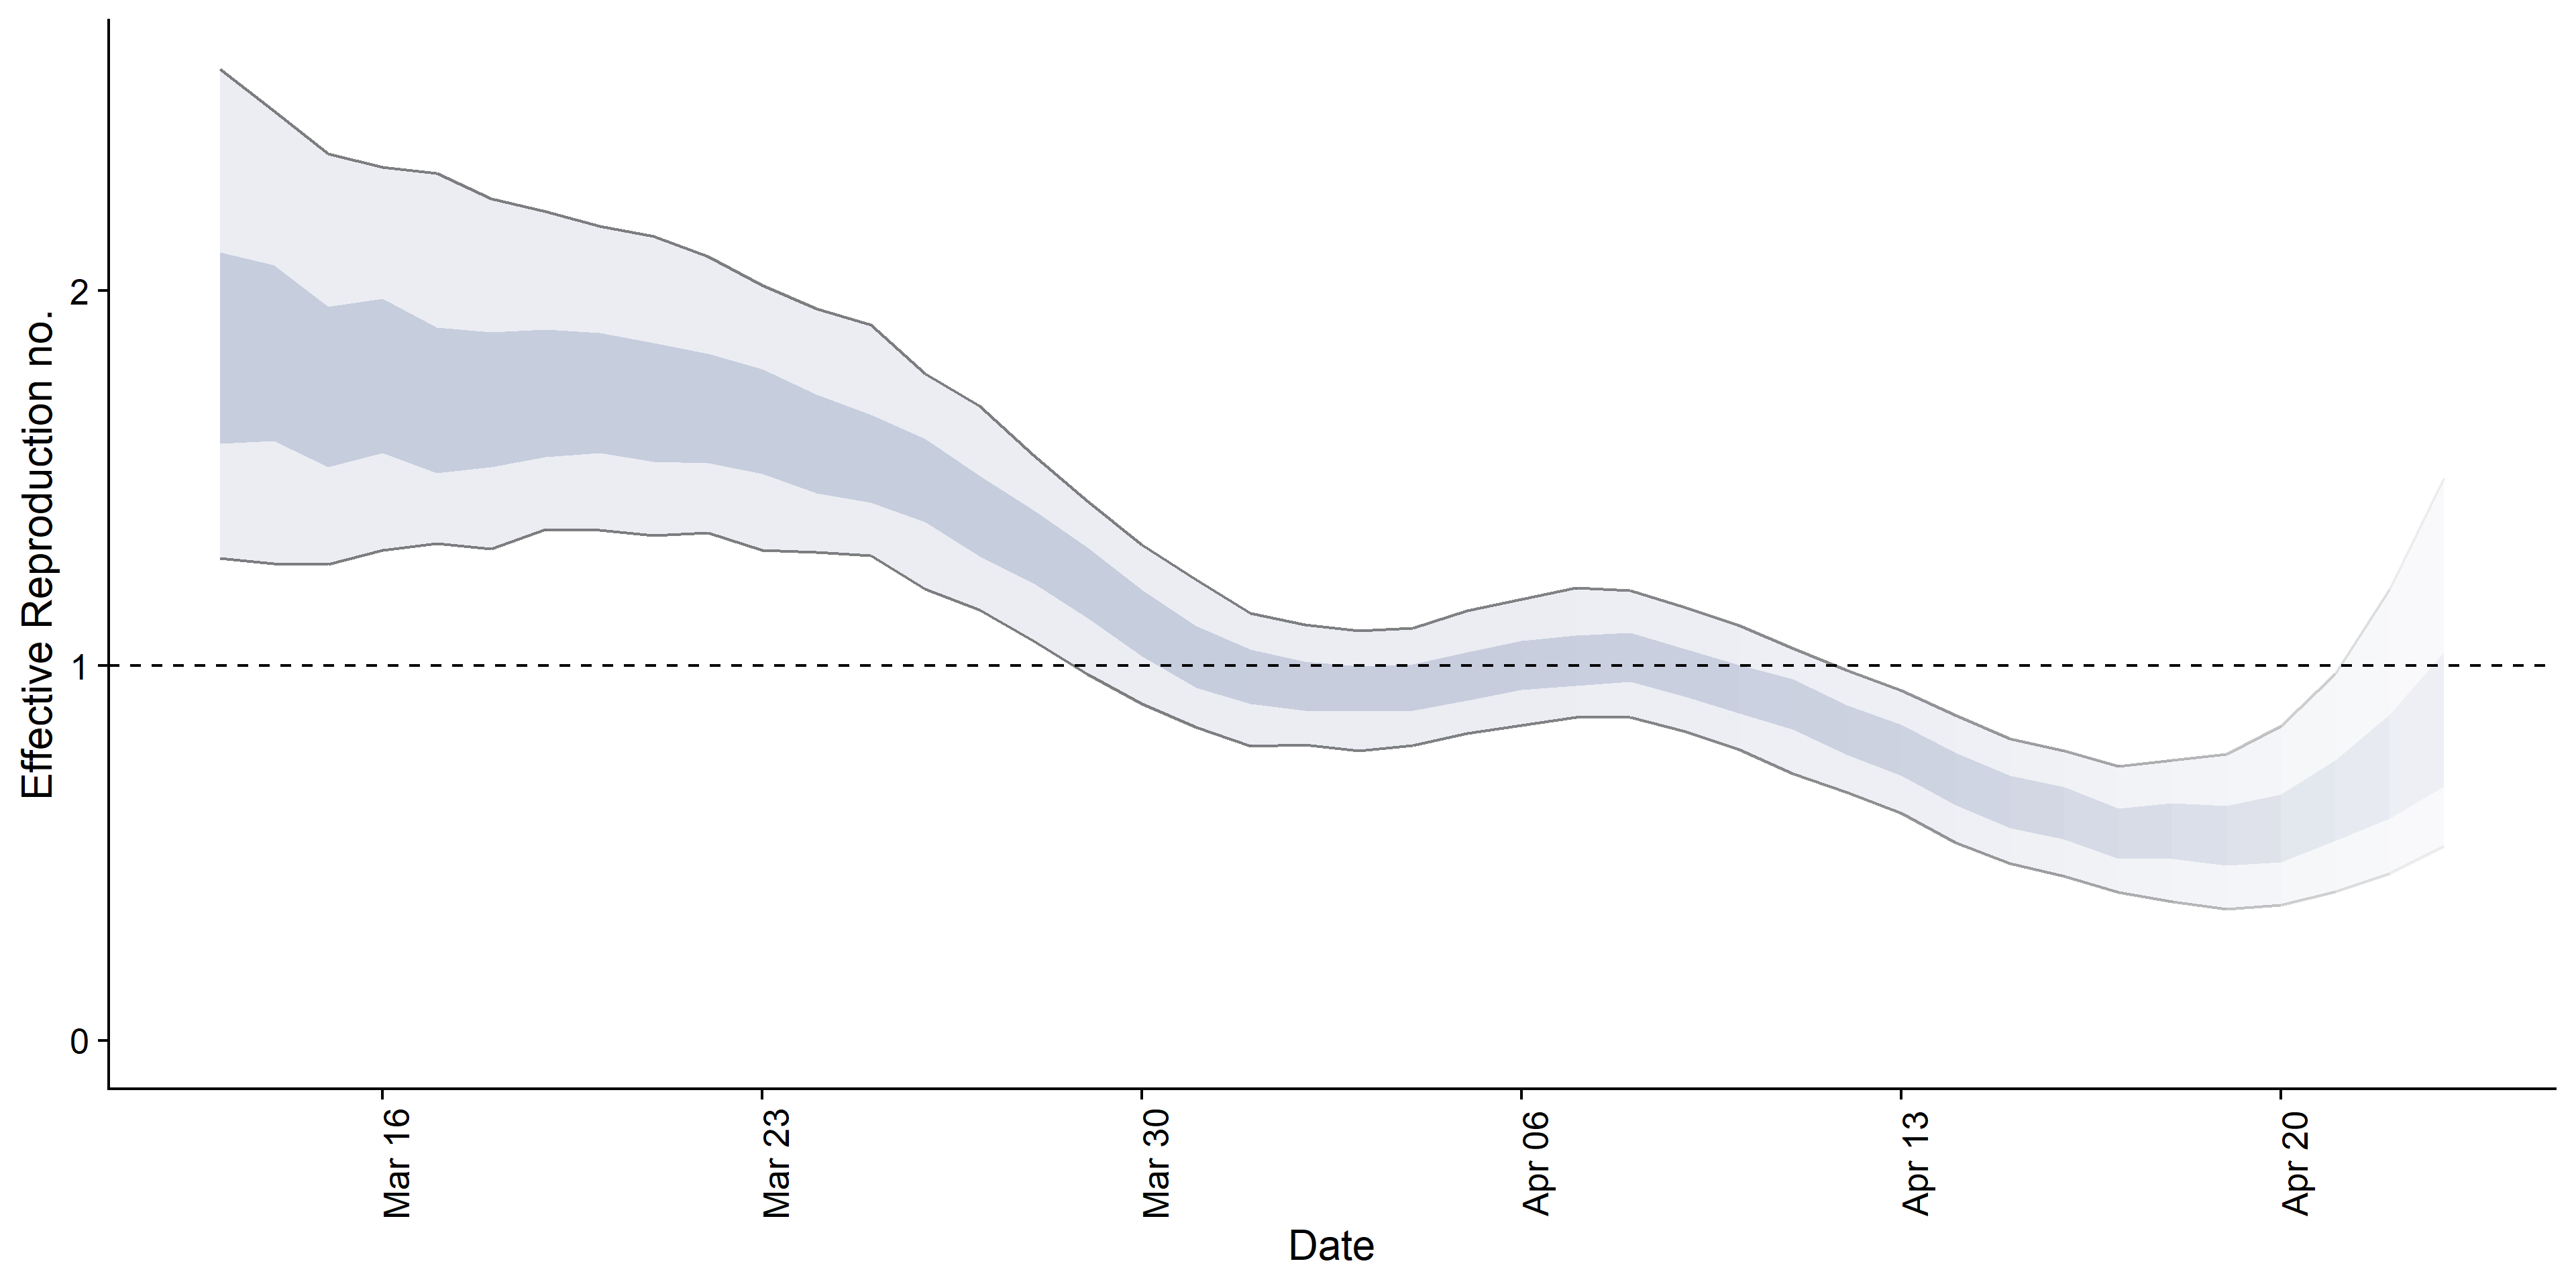 Effective Reproduction no.
2
1
0
Mar 16
Mar 23
Mar 30
Apr 06
Apr 13
Apr 20
Date